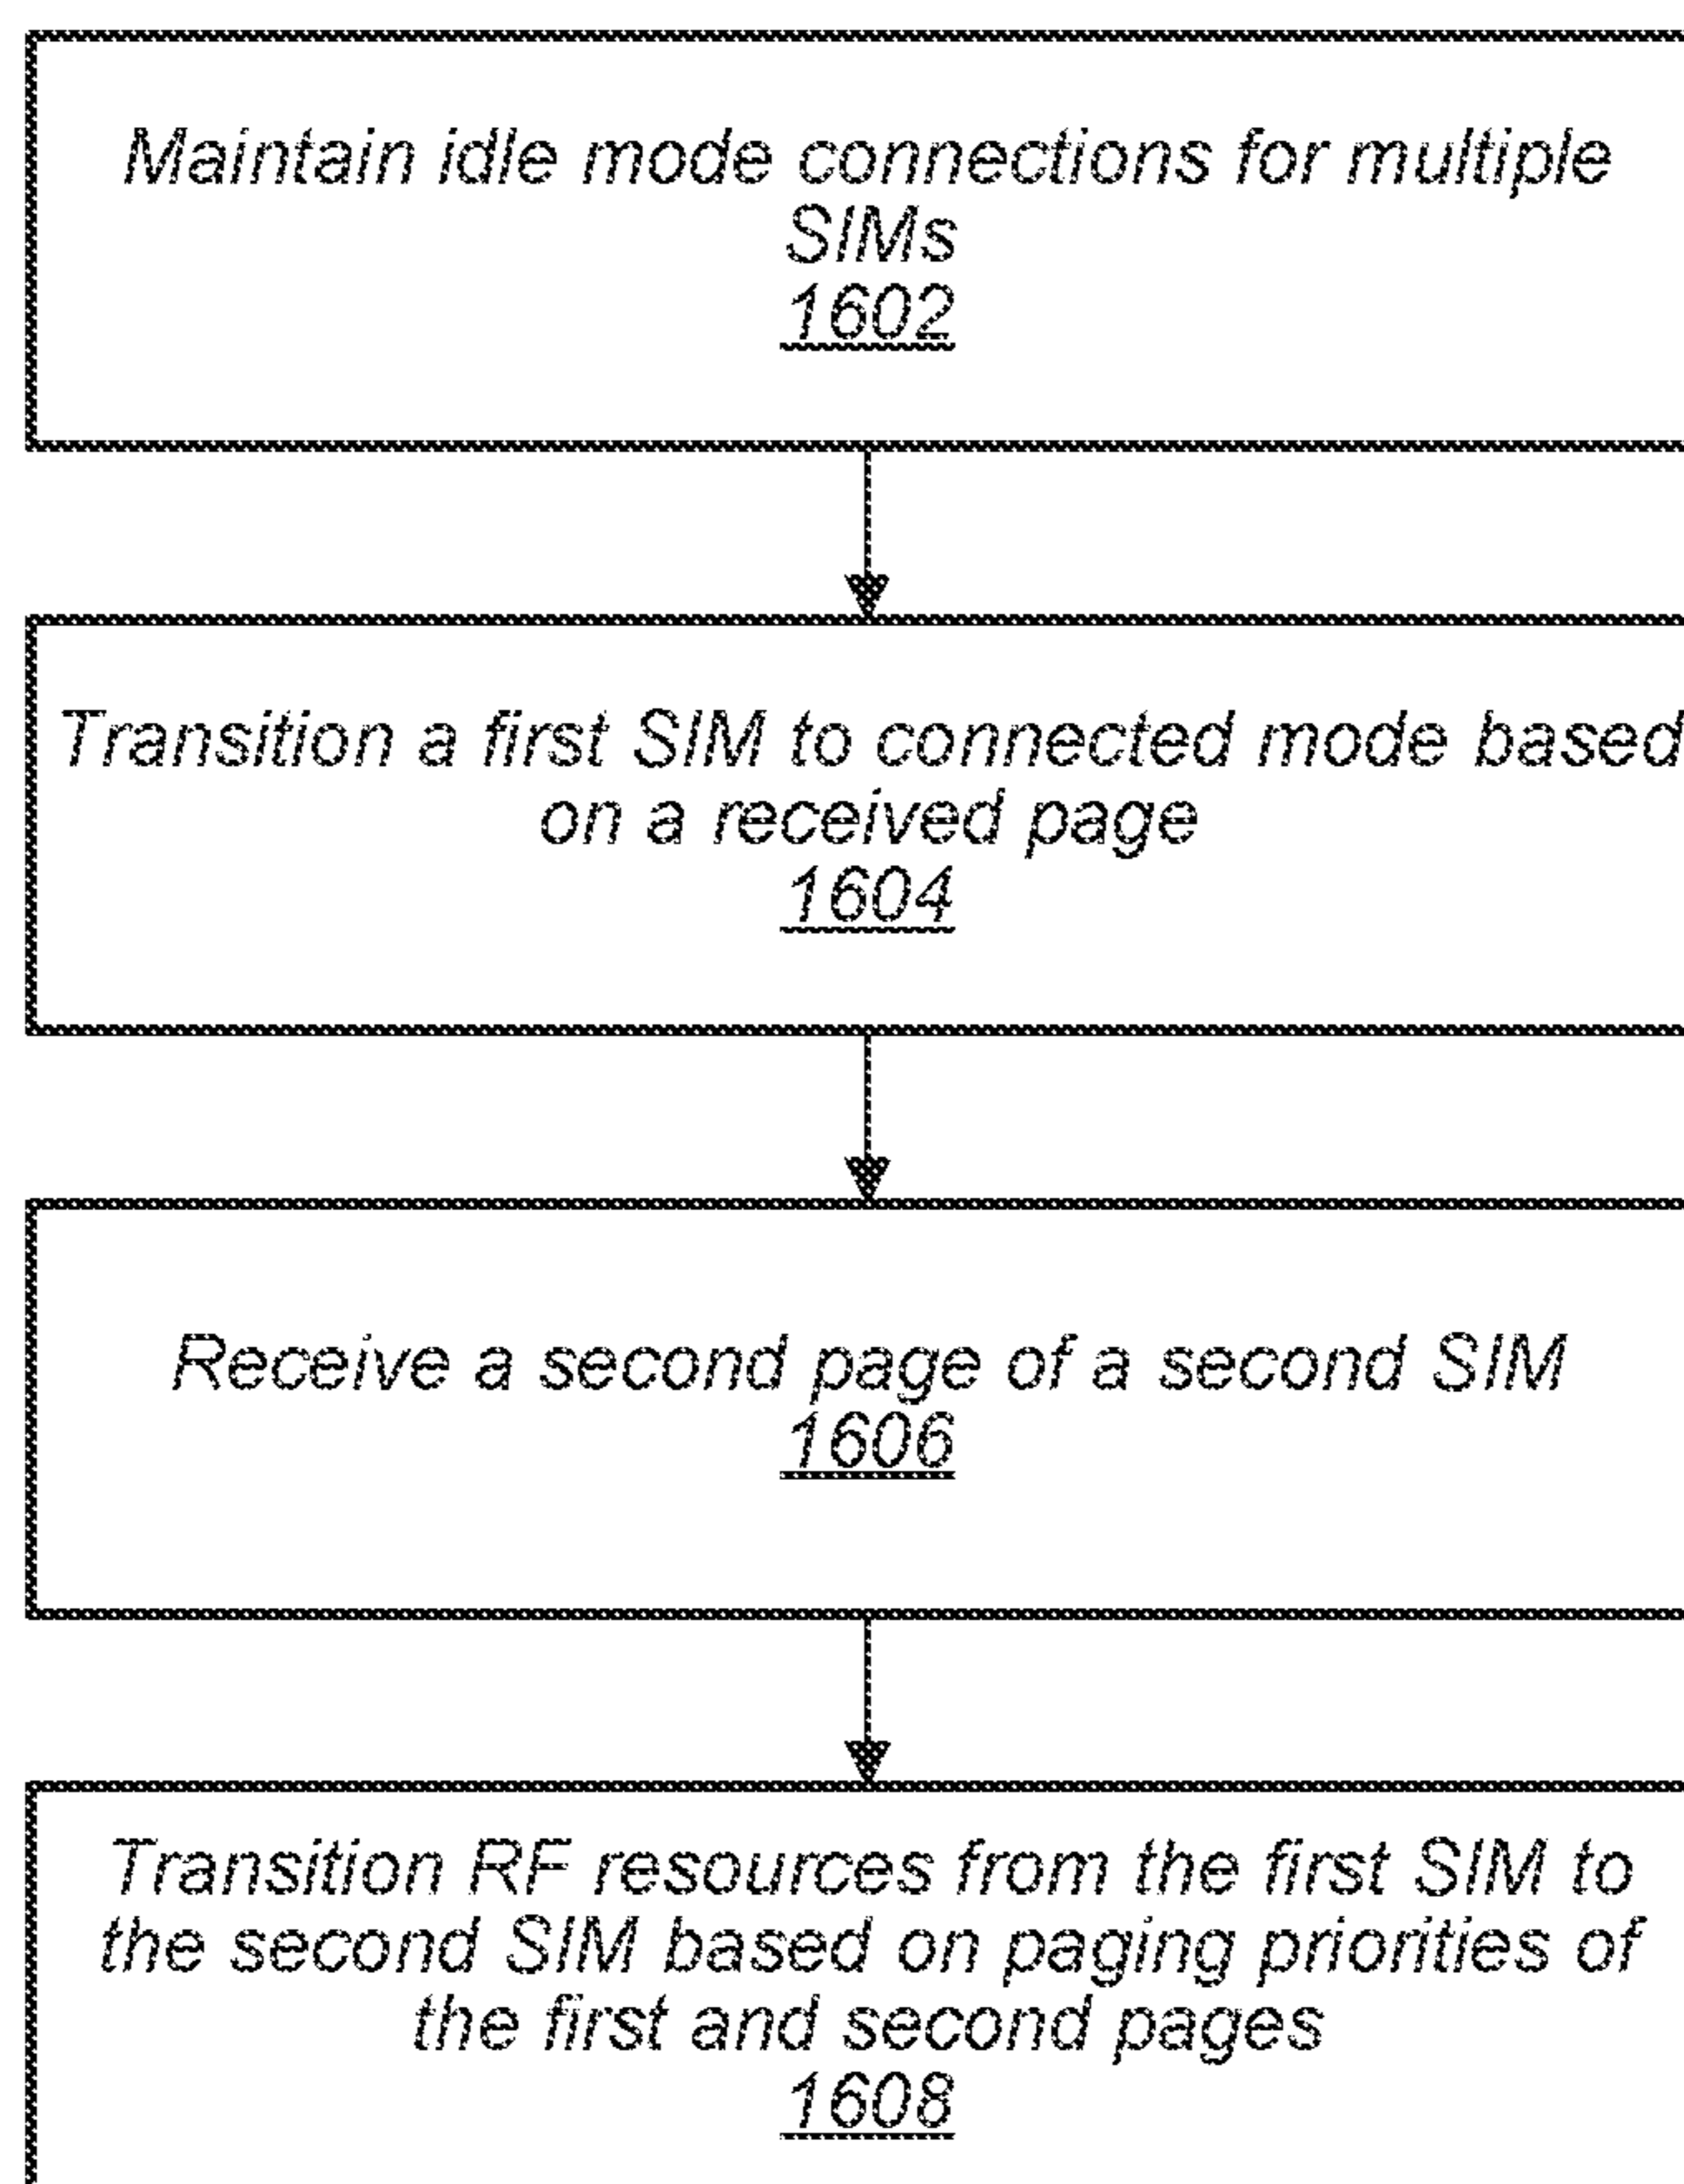 Maintain idle mode connections for multiple
SIMs
1602
Transition a first SIM to connected mode based
on a received page
1604
Receive a second page of a second SIM
1606
Transition RF resources from the first SIM to
the second SIM based on paging priorities of
the first and second pages
1608